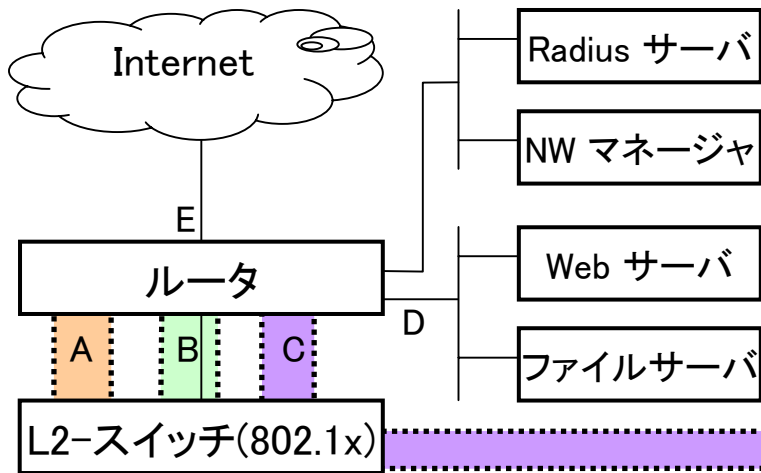 Internet
Radius サーバ
NW マネージャ
E
ルータ
Web サーバ
D
A
B
C
ファイルサーバ
L2-スイッチ(802.1x)